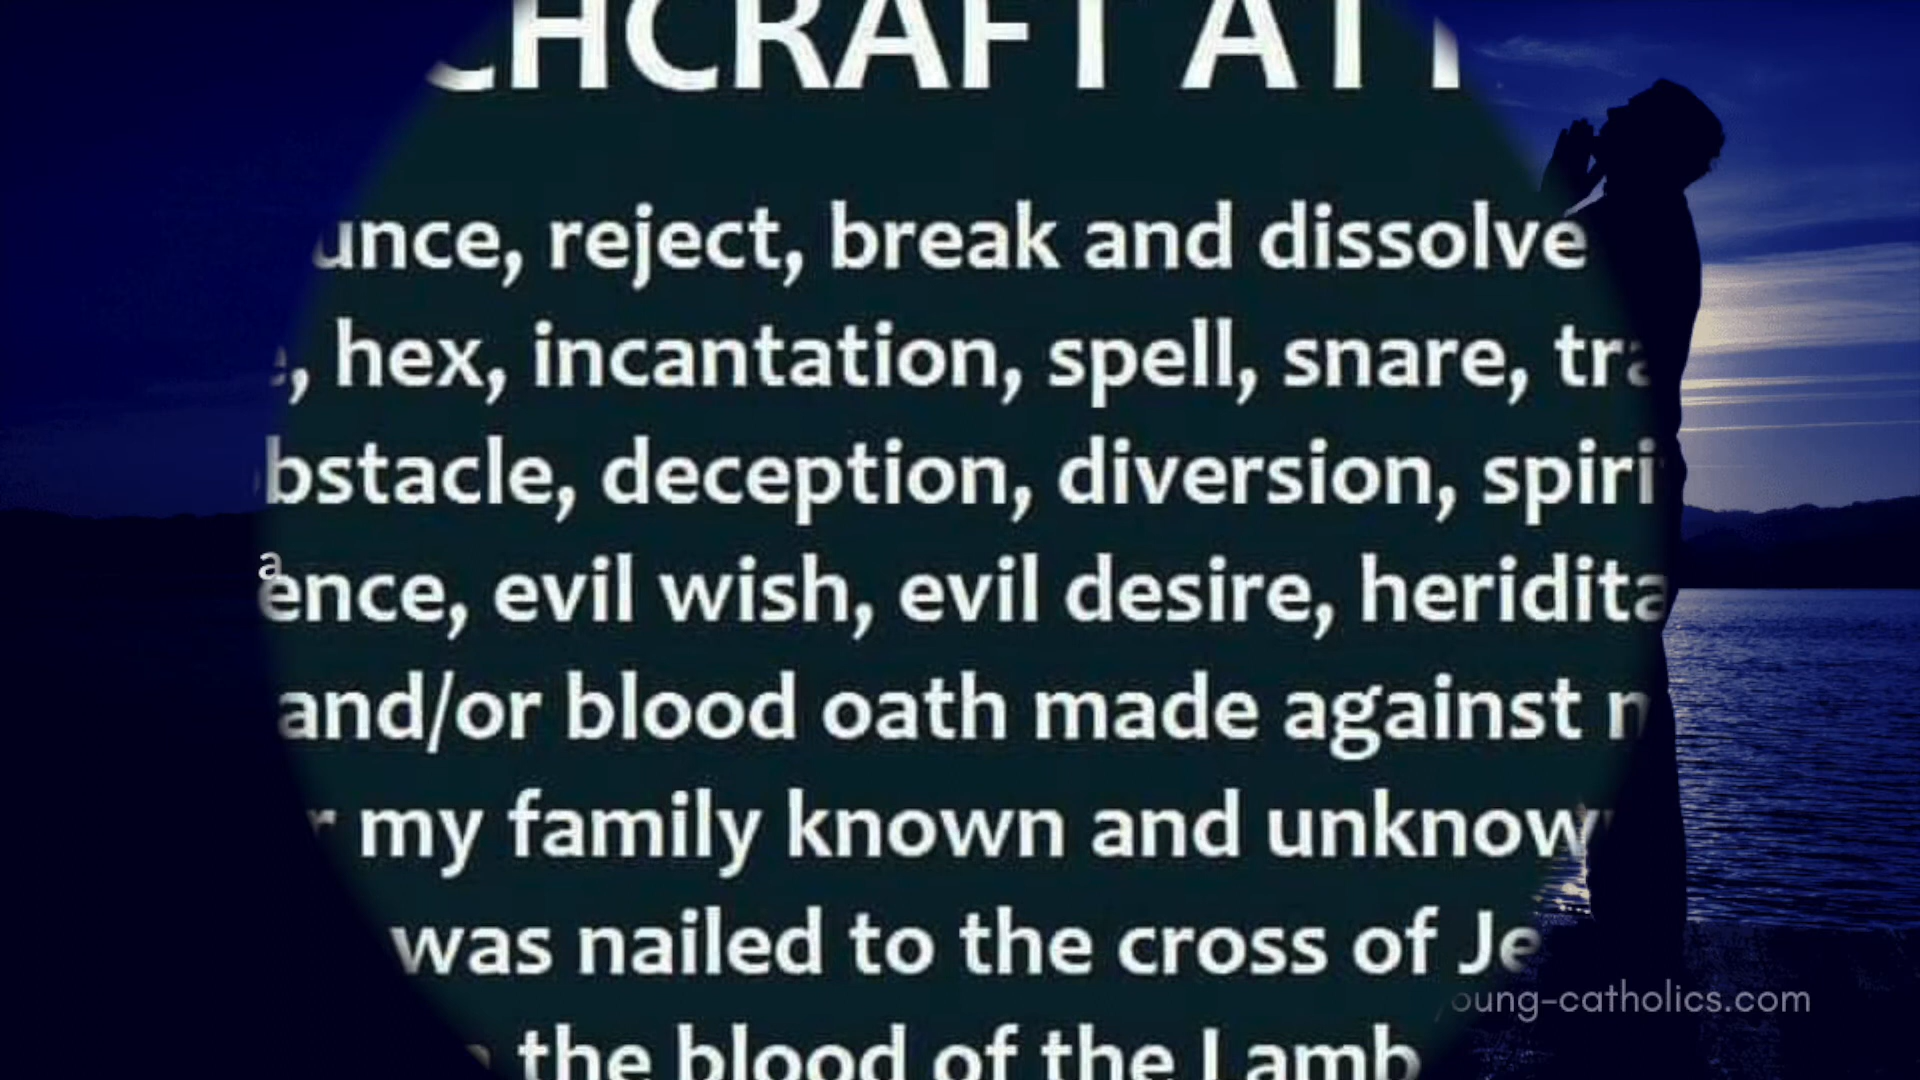 HCRAFT AT
unce, reject, break and dissolve
, hex, incantation, spell, snare, tra
bstacle, deception, diversion, spiri
a
ence, evil wish, evil desire, heridita
and/or blood oath made against m
r my family known and unknow
was nailed to the cross of Je
the blood of the Lamb
oung-catholics.com